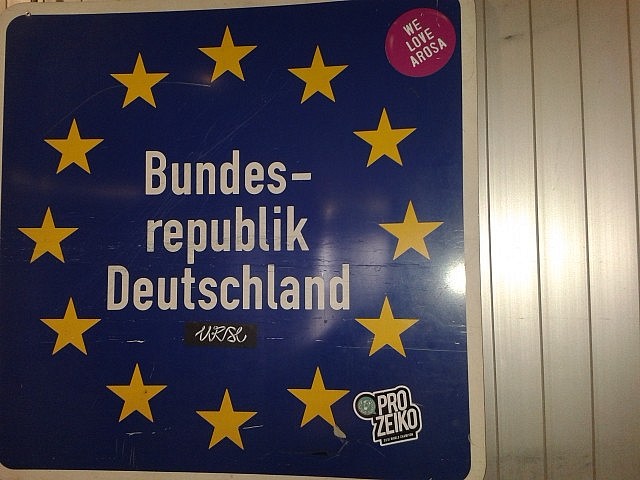 WE
LOVE
AROSA
Bundes-
republik
Deutschland
PRO
ZEIKO